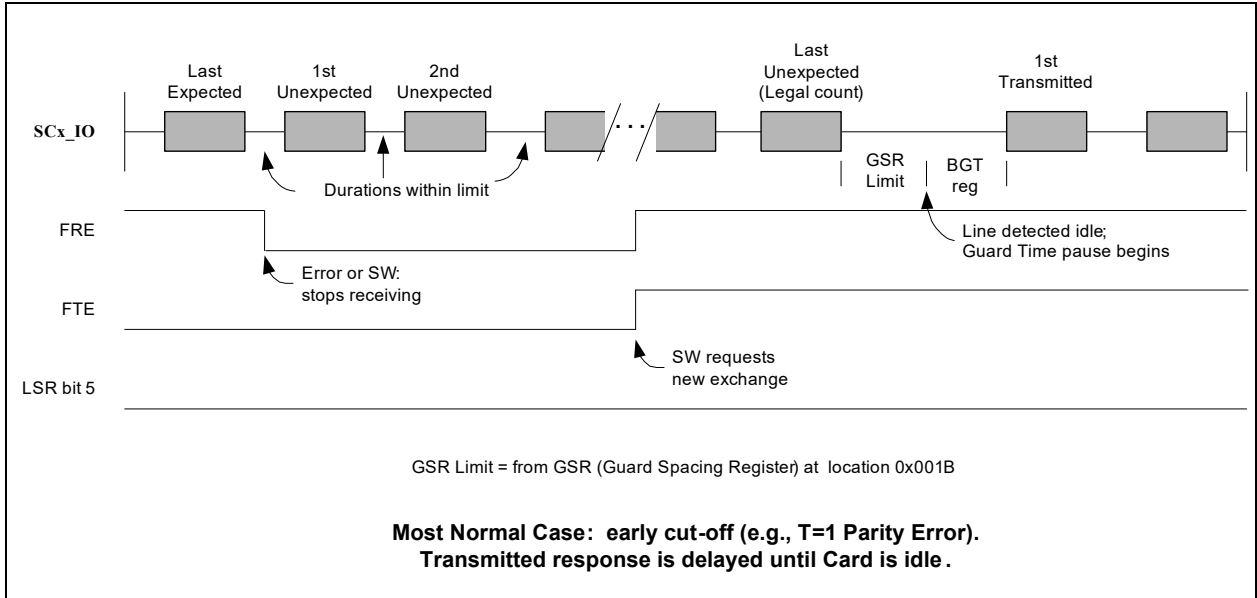 Last
Expected
1st
Unexpected
2nd
Unexpected
Last
Unexpected
(Legal count)
1st
Transmitted
SCx_IO
. . .
Durations within limit
GSR
Limit
BGT
reg
FRE
Line detected idle;
Guard Time pause begins
Error or SW:
stops receiving
FTE
SW requests
new exchange
LSR bit 5
GSR Limit = from GSR (Guard Spacing Register) at location 0x001B
Most Normal Case: early cut-off (e.g., T=1 Parity Error).
Transmitted response is delayed until Card is idle.